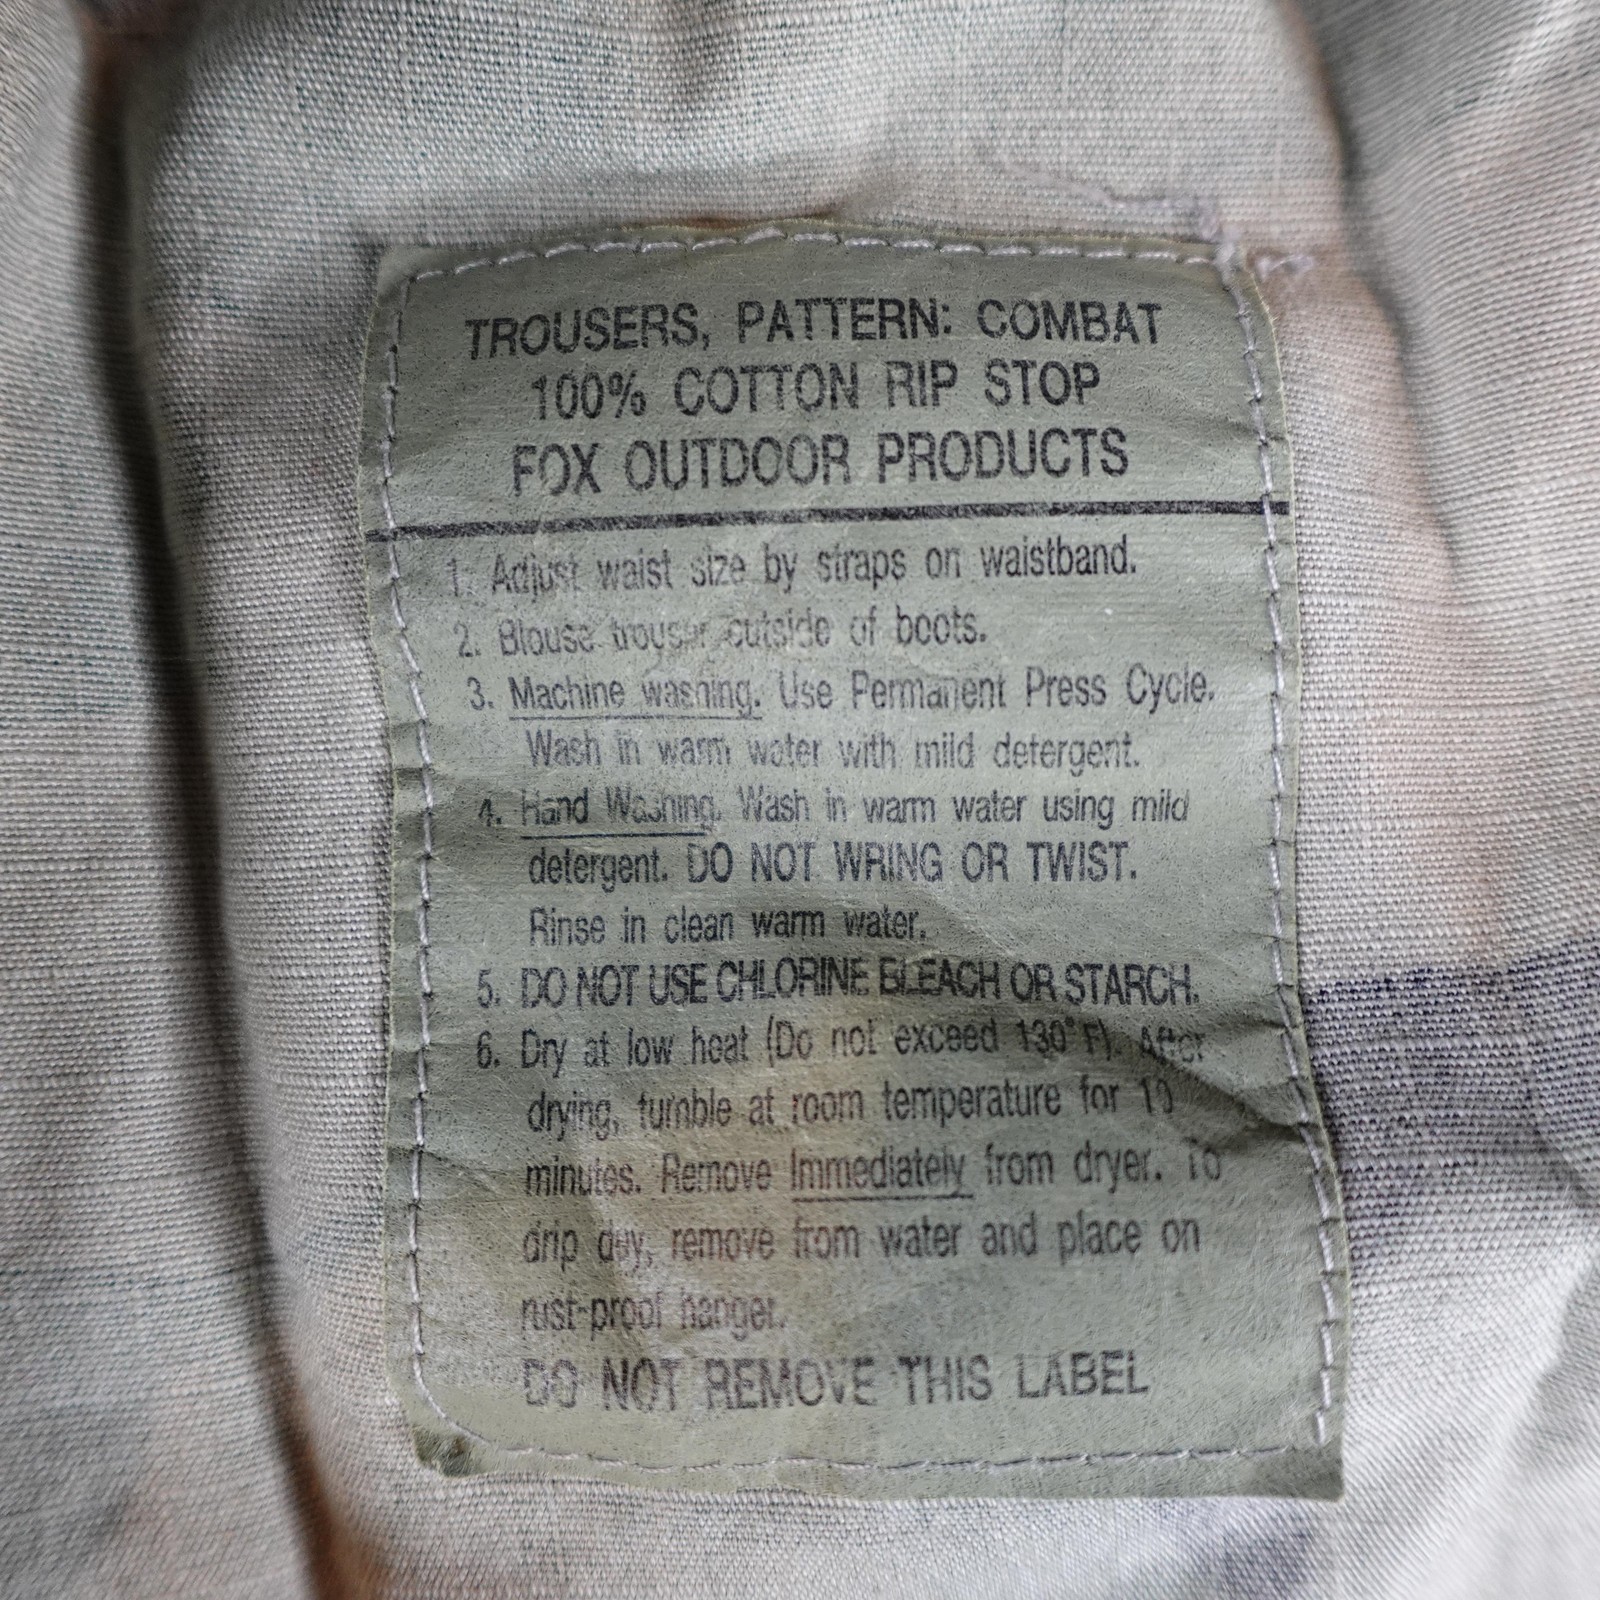 TROUSERS, PATTERN: COMBAT
100% COTTON RIP STOP
FOX OUTDOOR PRODUCTS
1. Adjust waist size by straps on waistband.
2. Blouse trouser outside of boots.
3. Machine washing. Use Permanent Press Cycle.
Wash in warm water with mild detergent.
4. Hand Washing. Wash in warm water using mild
detergent. DO NOT WRING OR TWIST.
Rinse in clean warm water.
5. DO NOT USE CHLORINE BLEACH OR STARCH.
6. Dry at low heat (Do not exceed 130°F). After
drying, tumble at room temperature for 10
minutes. Remove Immediately from dryer. To
drip dry, remove from water and place on
rust-proof hanger.
DO NOT REMOVE THIS LABEL